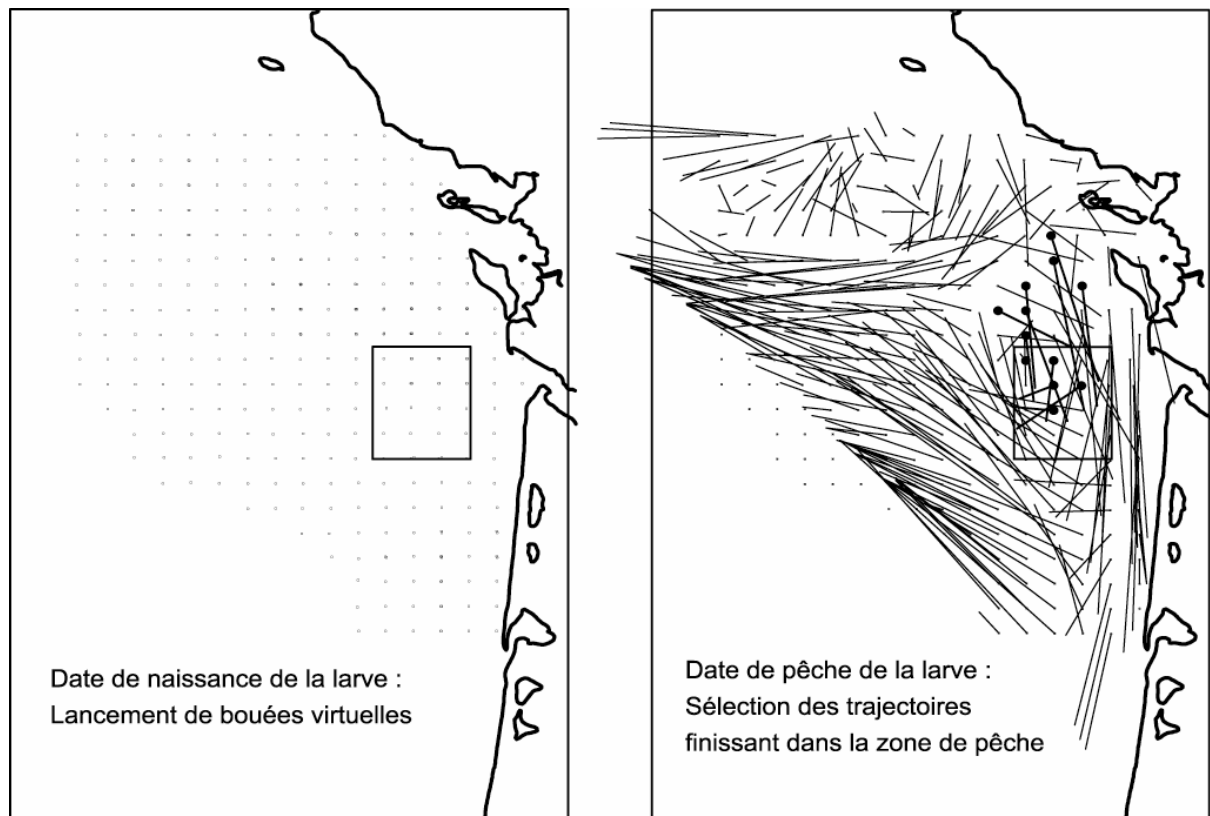 Date de naissance de la larve :
Lancement de bouées virtuelles
Date de pêche de la larve :
Sélection des trajectoires
finissant dans la zone de pêche